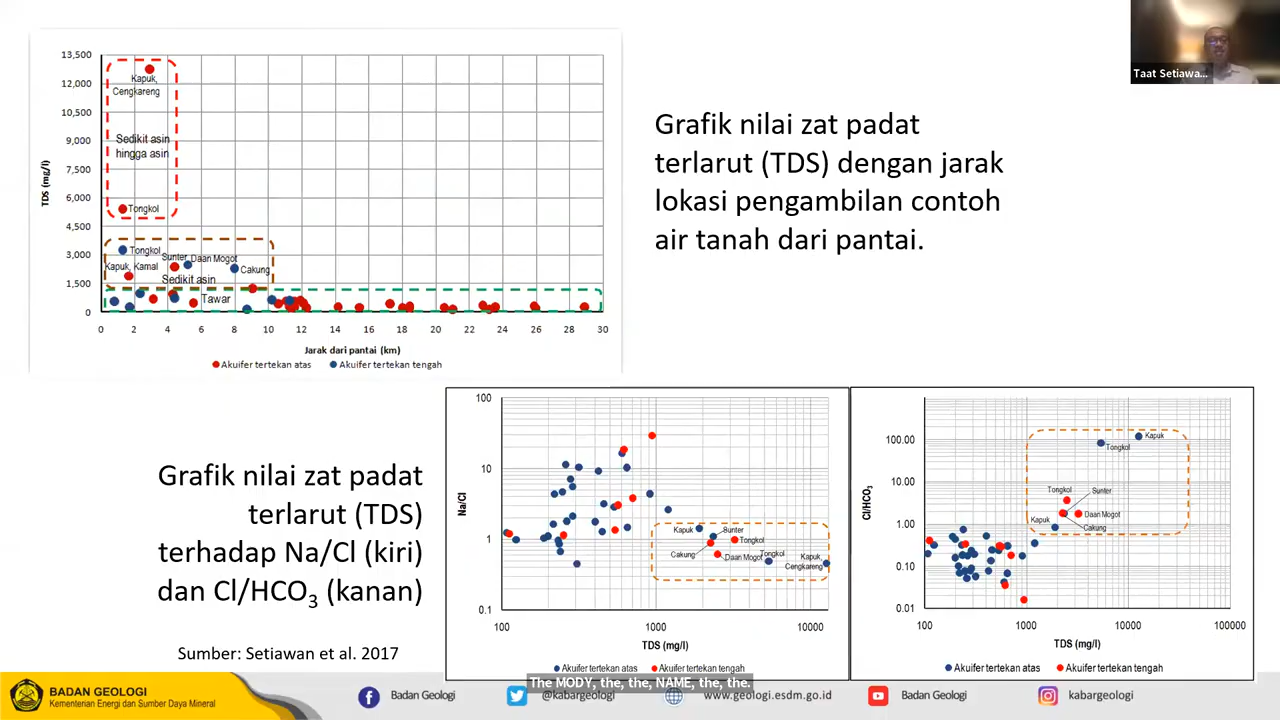 Taat Setiawa...
13,500
12,000
10,500
9,000
7,500
6,000
4,500
3,000
1,500
0
TDS (mg/l)
Kapuk,
Cengkareng
Sedikit asin
hingga asin
Tongkol
Tongkol
Sunter
Daan Mogot
Kapuk, Kamal
Cakung
Sedikit asin
Tawar
0 2 4 6 8 10 12 14 16 18 20 22 24 26 28 30
Jarak dari pantai (km)
Akuifer tertekan atas
Akuifer tertekan tengah
Grafik nilai zat padat
terlarut (TDS) dengan jarak
lokasi pengambilan contoh
air tanah dari pantai.
Grafik nilai zat padat
terlarut (TDS)
terhadap Na/Cl (kiri)
dan Cl/HCO3 (kanan)
Sumber: Setiawan et al. 2017
100
10
1
0.1
Na/Cl
Kapuk
Sunter
Tongkol
Cakung
Daan Mogot
Tongkol
Kapuk,
Cengkareng
100 1000 10000
TDS (mg/l)
Akuifer tertekan atas
Akuifer tertekan tengah
100.00
10.00
1.00
0.10
0.01
Cl/HCO3
Kapuk
Tongkol
Tongkol
Sunter
Kapuk
Daan Mogot
Cakung
100 1000 10000 100000
TDS (mg/l)
Akuifer tertekan atas
Akuifer tertekan tengah
The MODY, the, the, NAME, the, the.
BADAN GEOLOGI
Kementerian Energi dan Sumber Daya Mineral
Badan Geologi
@kabargeologi
www.geologi.esdm.go.id
Badan Geologi
kabargeologi